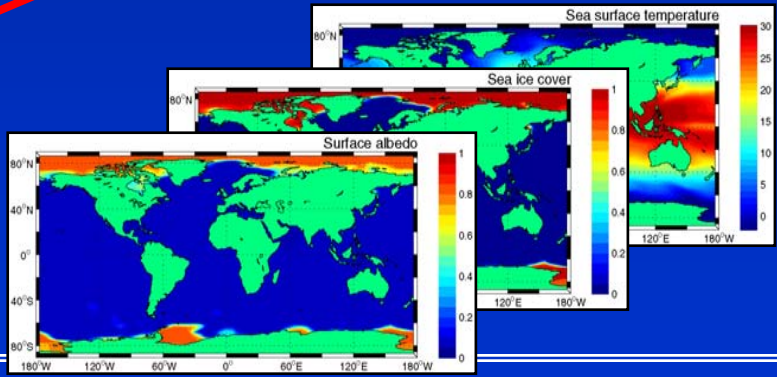 Sea surface temperature
80°N
30
25
20
15
10
5
0
120°E 180°W
Sea ice cover
80°N
1
0.8
0.6
0.4
0.2
0
120°E 180°W
Surface albedo
80°N
40°N
0°
40°S
80°S
1
0.8
0.6
0.4
0.2
0
180°W 120°W 60°W 0° 60°E 120°E 180°W